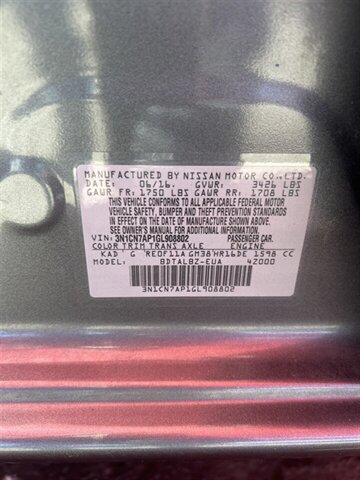 MANUFACTURED BY NISSAN MOTOR CO.,LTD.
DATE: 06/16. GVWR: 3426 LBS
GAWR FR: 1750 LBS GAWR RR: 1708 LBS
THIS VEHICLE CONFORMS TO ALL APPLICABLE FEDERAL MOTOR
VEHICLE SAFETY, BUMPER AND THEFT PREVENTION STANDARDS
IN EFFECT ON THE DATE OF MANUFACTURE SHOWN ABOVE.
SEE OWNER'S MANUAL FOR ADDITIONAL INFORMATION
VIN: 3N1CN7AP1GL908802 PASSENGER CAR.
COLOR TRIM TRANS AXLE ENGINE
KAD G RE0F11A GM38 HR16DE 1598 CC
MODEL: BDTALBZ-EUA 42000
3N1CN7AP1GL908802